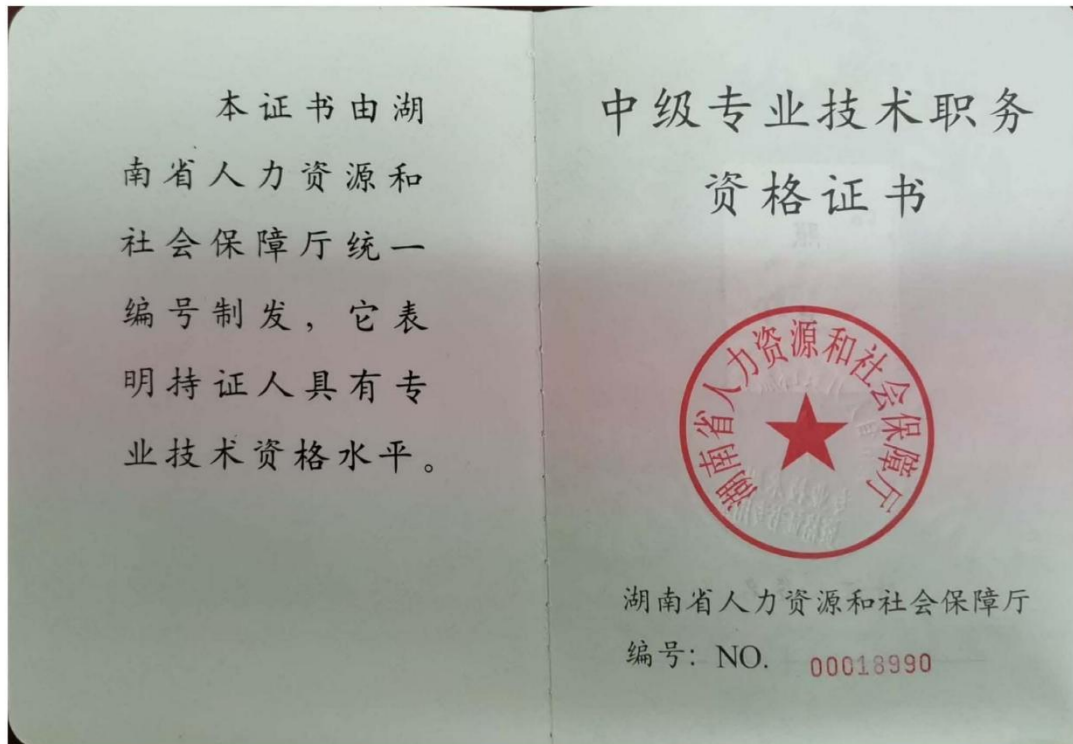 本证书由湖
南省人力资源和
社会保障厅统一
编号制发，它表
明持证人具有专
业技术资格水平。
中级专业技术职务
资格证书
湖南省人力资源和社会保障厅
湖南省人力资源和社会保障厅
编号：NO. 00018990